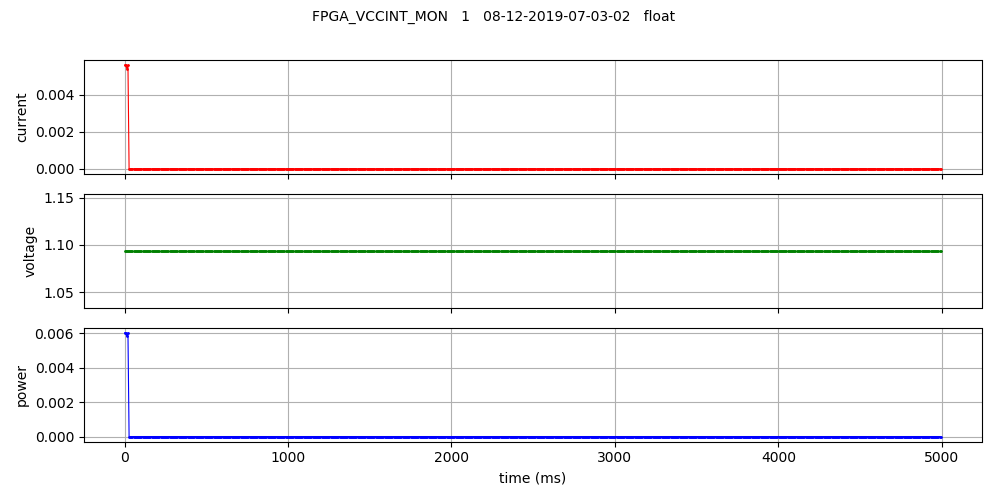 FPGA_VCCINT_MON   1   08-12-2019-07-03-02   float
0.004
0.002
0.000
current
1.15
1.10
1.05
voltage
0.006
0.004
0.002
0.000
power
0 1000 2000 3000 4000 5000
time (ms)